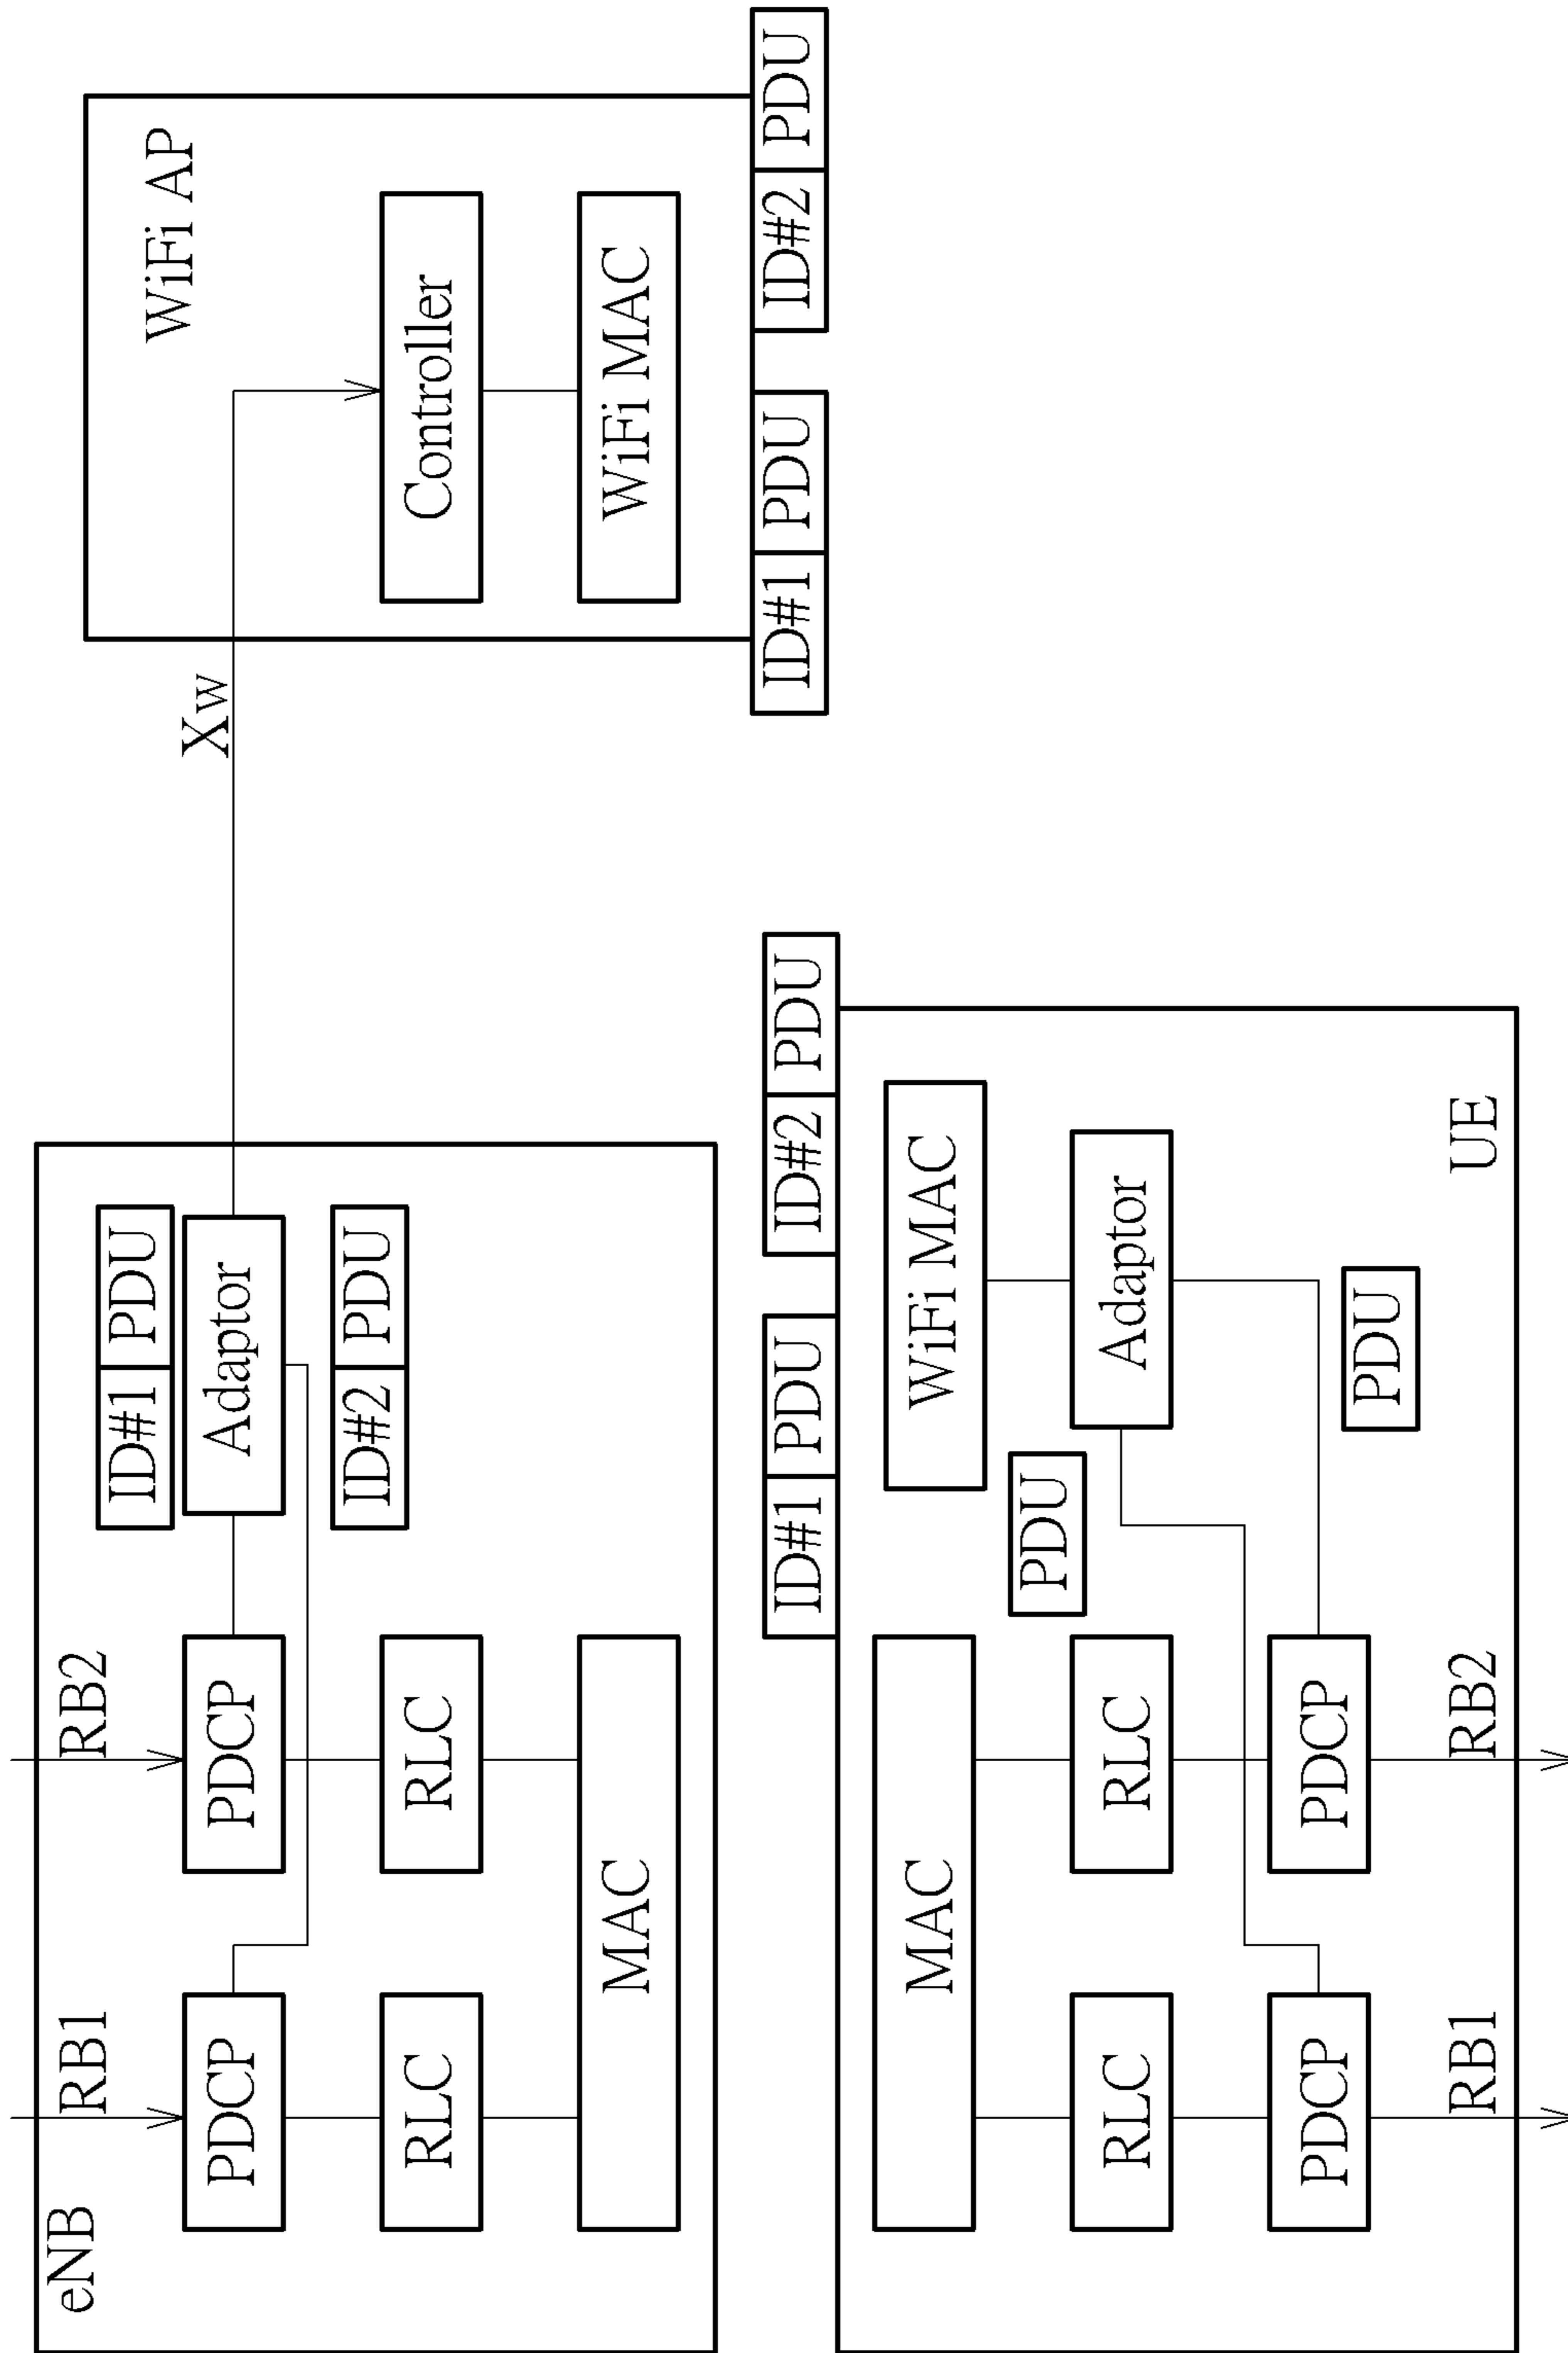 eNB
RB1
RB2
ID#1 PDU
WiFi AP
Xw
PDCP
PDCP
Adaptor
ID#2 PDU
RLC
RLC
Controller
MAC
WiFi MAC
ID#1 PDU
ID#2 PDU
ID#1 PDU
ID#2 PDU
MAC
WiFi MAC
PDU
RLC
RLC
Adaptor
PDCP
PDCP
PDU
RB1
RB2
UE